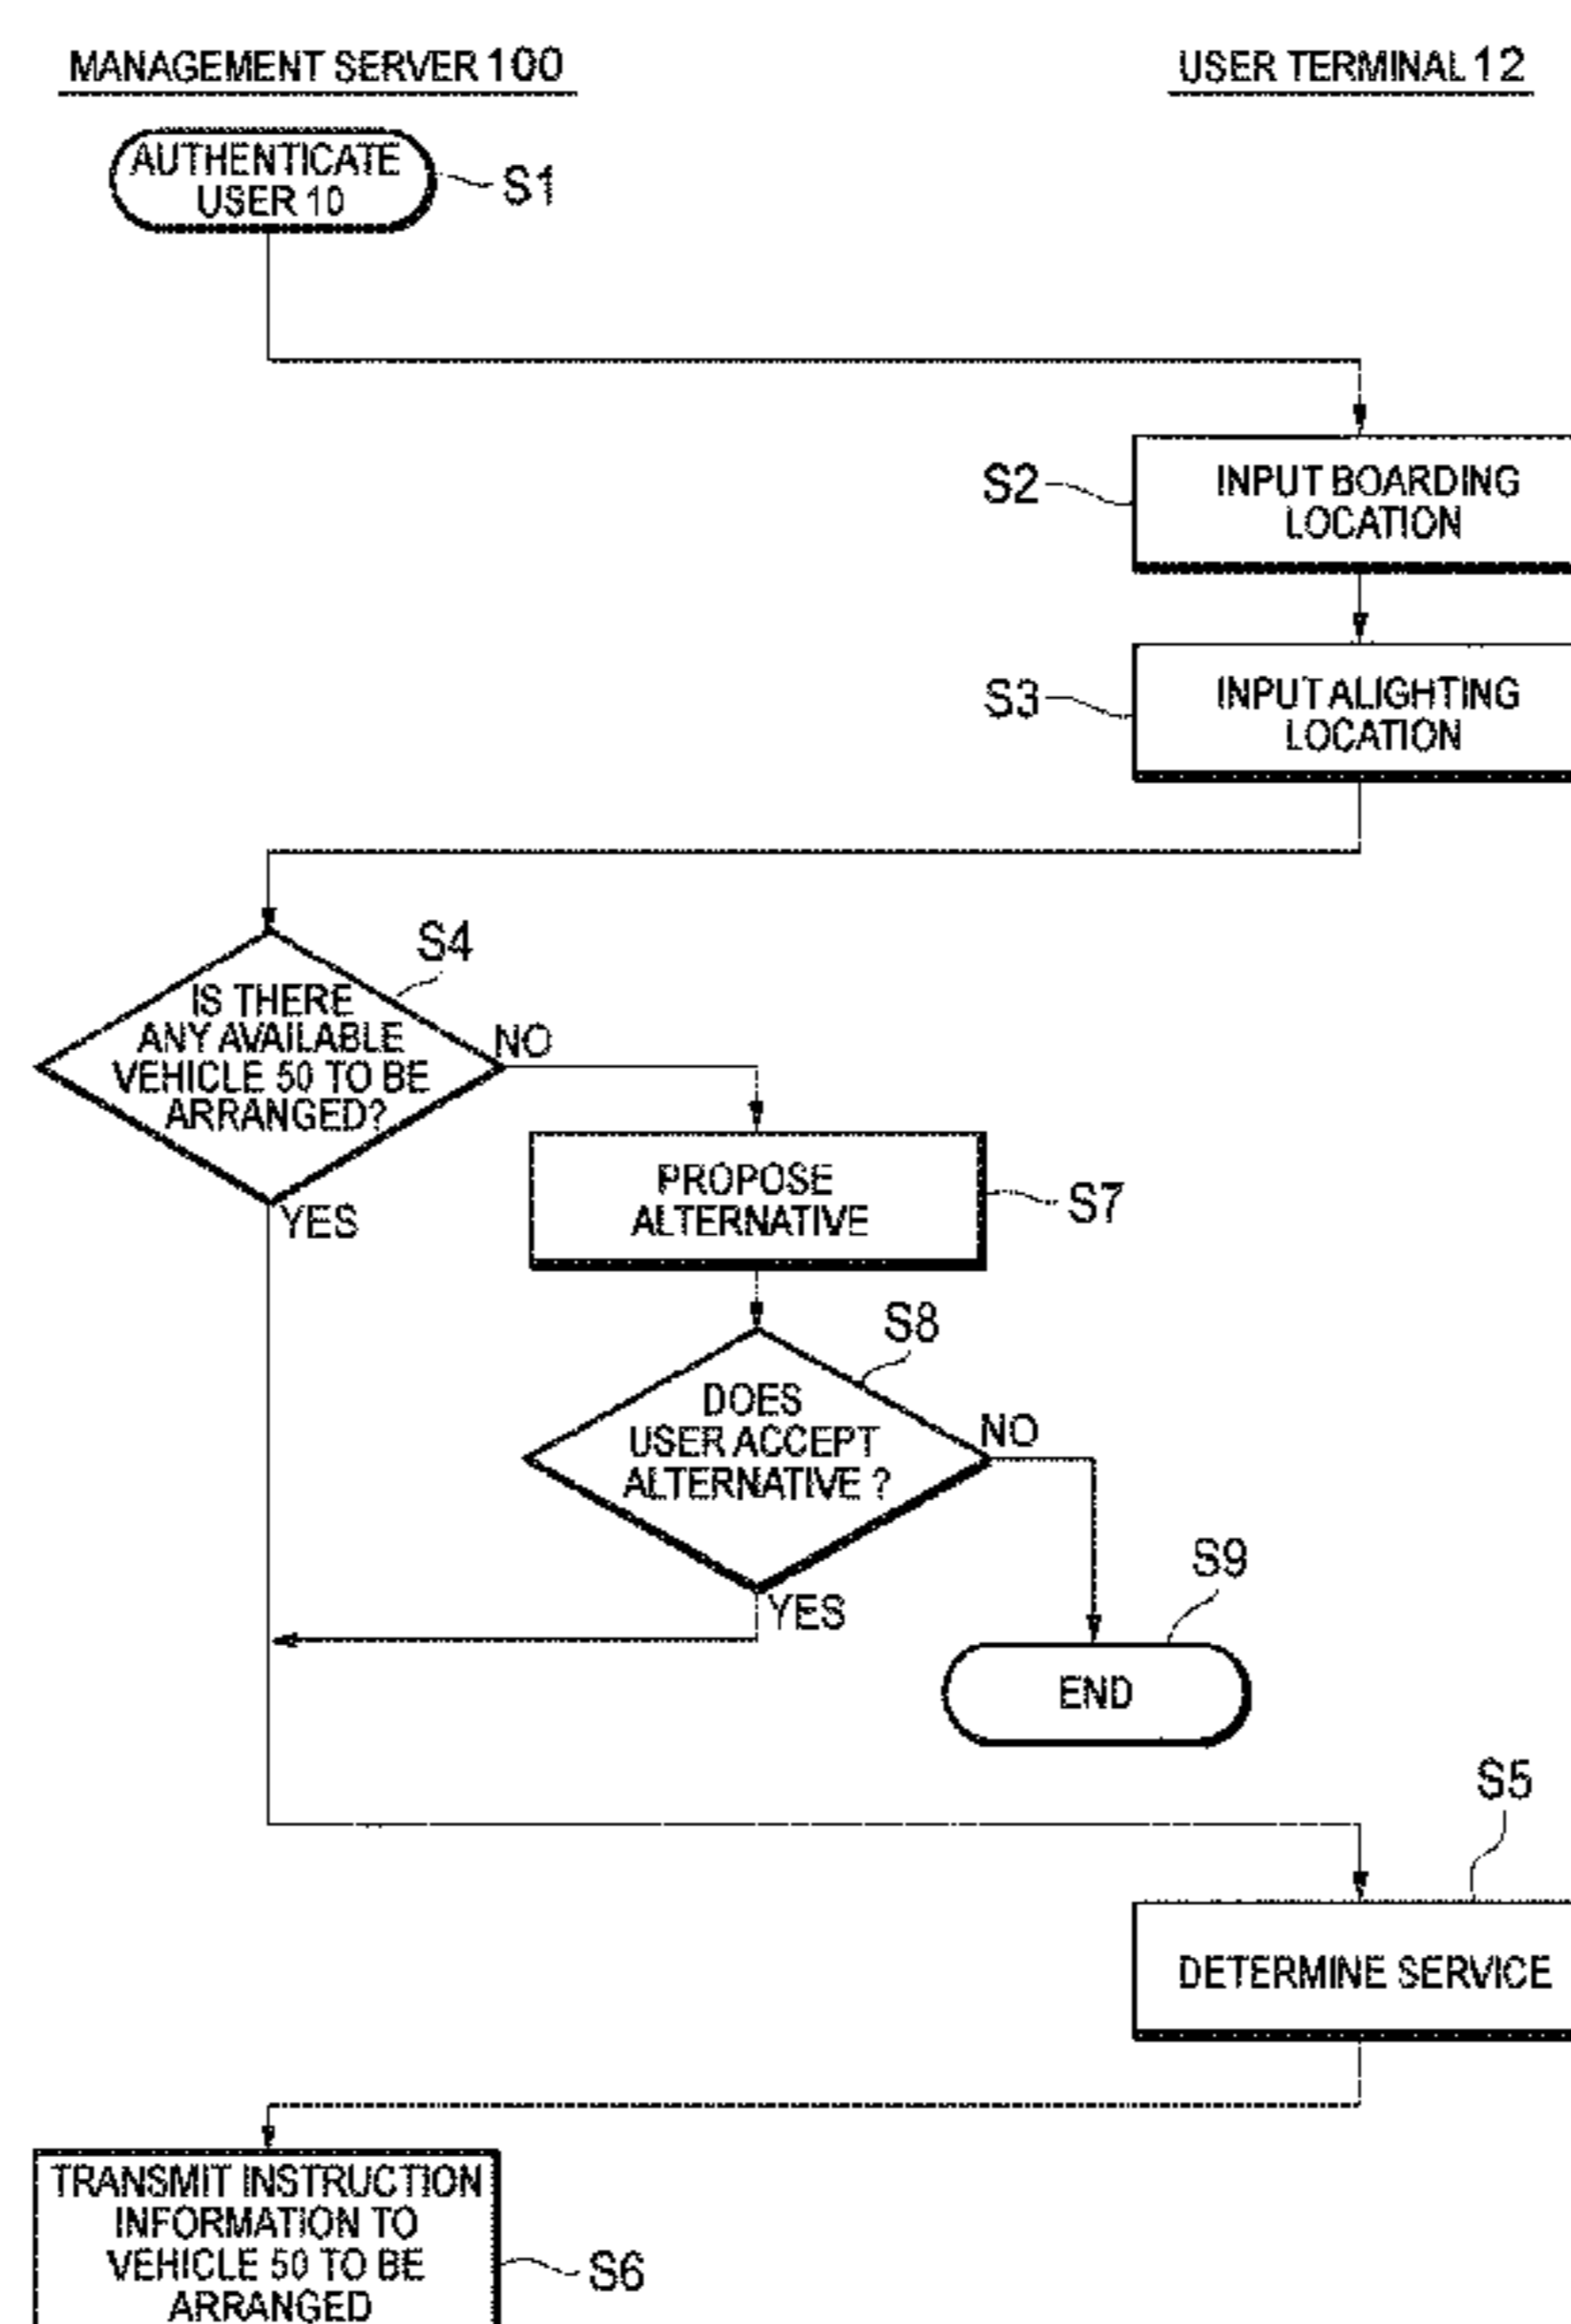 MANAGEMENT SERVER 100
USER TERMINAL 12
AUTHENTICATE
USER 10
S1
S2
INPUT BOARDING
LOCATION
S3
INPUT ALIGHTING
LOCATION
S4
IS THERE
ANY AVAILABLE
VEHICLE 50 TO BE
ARRANGED?
NO
YES
PROPOSE
ALTERNATIVE
S7
S8
DOES
USER ACCEPT
ALTERNATIVE ?
NO
YES
S9
END
S5
DETERMINE SERVICE
TRANSMIT INSTRUCTION
INFORMATION TO
VEHICLE 50 TO BE
ARRANGED
S6